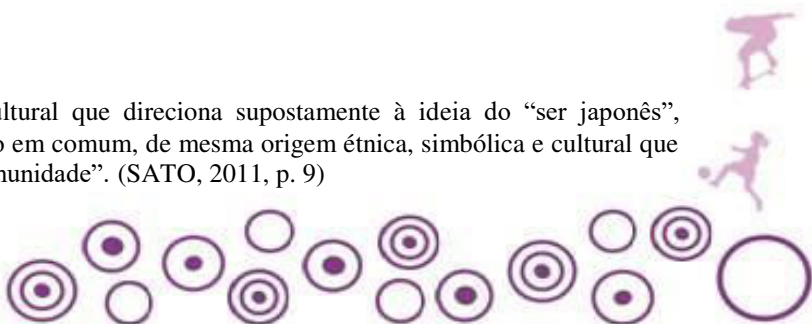 ultural que direciona supostamente à ideia do “ser japonês”,
o em comum, de mesma origem étnica, simbólica e cultural que
munidade”. (SATO, 2011, p. 9)